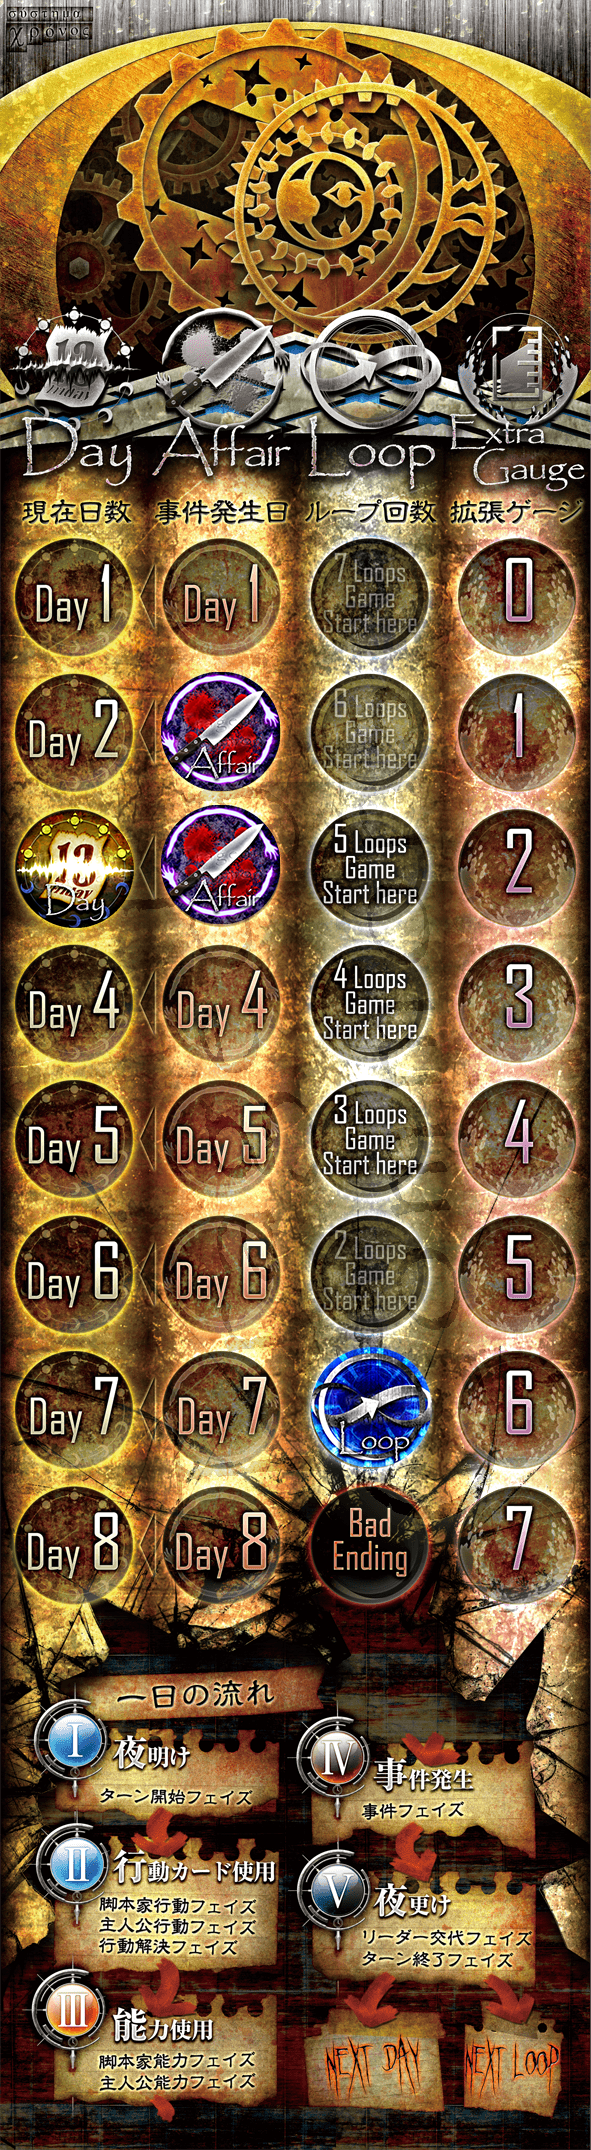 σύστημα
χρόνος
13
Day Affair Loop Extra Gauge
現在日数 事件発生日 ループ回数 拡張ゲージ
Day 1 Day 1 7 Loops Game Start here 0
Day 2 Affair 6 Loops Game Start here 1
13 Day Affair 5 Loops Game Start here 2
Day 4 Day 4 4 Loops Game Start here 3
Day 5 Day 5 3 Loops Game Start here 4
Day 6 Day 6 2 Loops Game Start here 5
Day 7 Day 7 Loop 6
Day 8 Day 8 Bad Ending 7
一日の流れ
I 夜明け
ターン開始フェイズ
II 行動カード使用
脚本家行動フェイズ
主人公行動フェイズ
行動解決フェイズ
III 能力使用
脚本家能力フェイズ
主人公能力フェイズ
IV 事件発生
事件フェイズ
V 夜更け
リーダー交代フェイズ
ターン終了フェイズ
NEXT DAY
NEXT LOOP